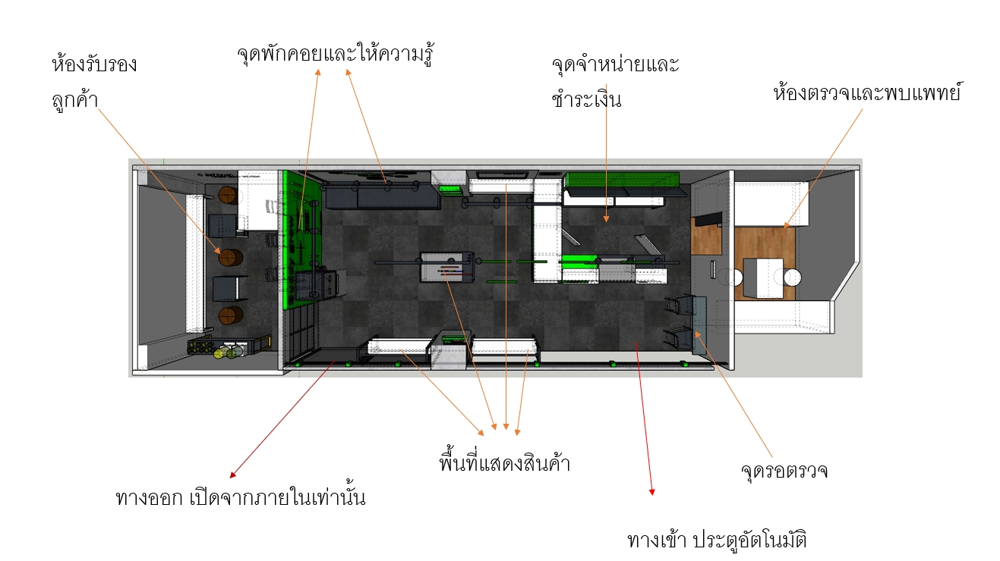 ห้องรับรอง
ลูกค้า
จุดพักคอยและให้ความรู้
จุดจำหน่ายและ
ชำระเงิน
ห้องตรวจและพบแพทย์
พื้นที่แสดงสินค้า
จุดรอตรวจ
ทางออก เปิดจากภายในเท่านั้น
ทางเข้า ประตูอัตโนมัติ